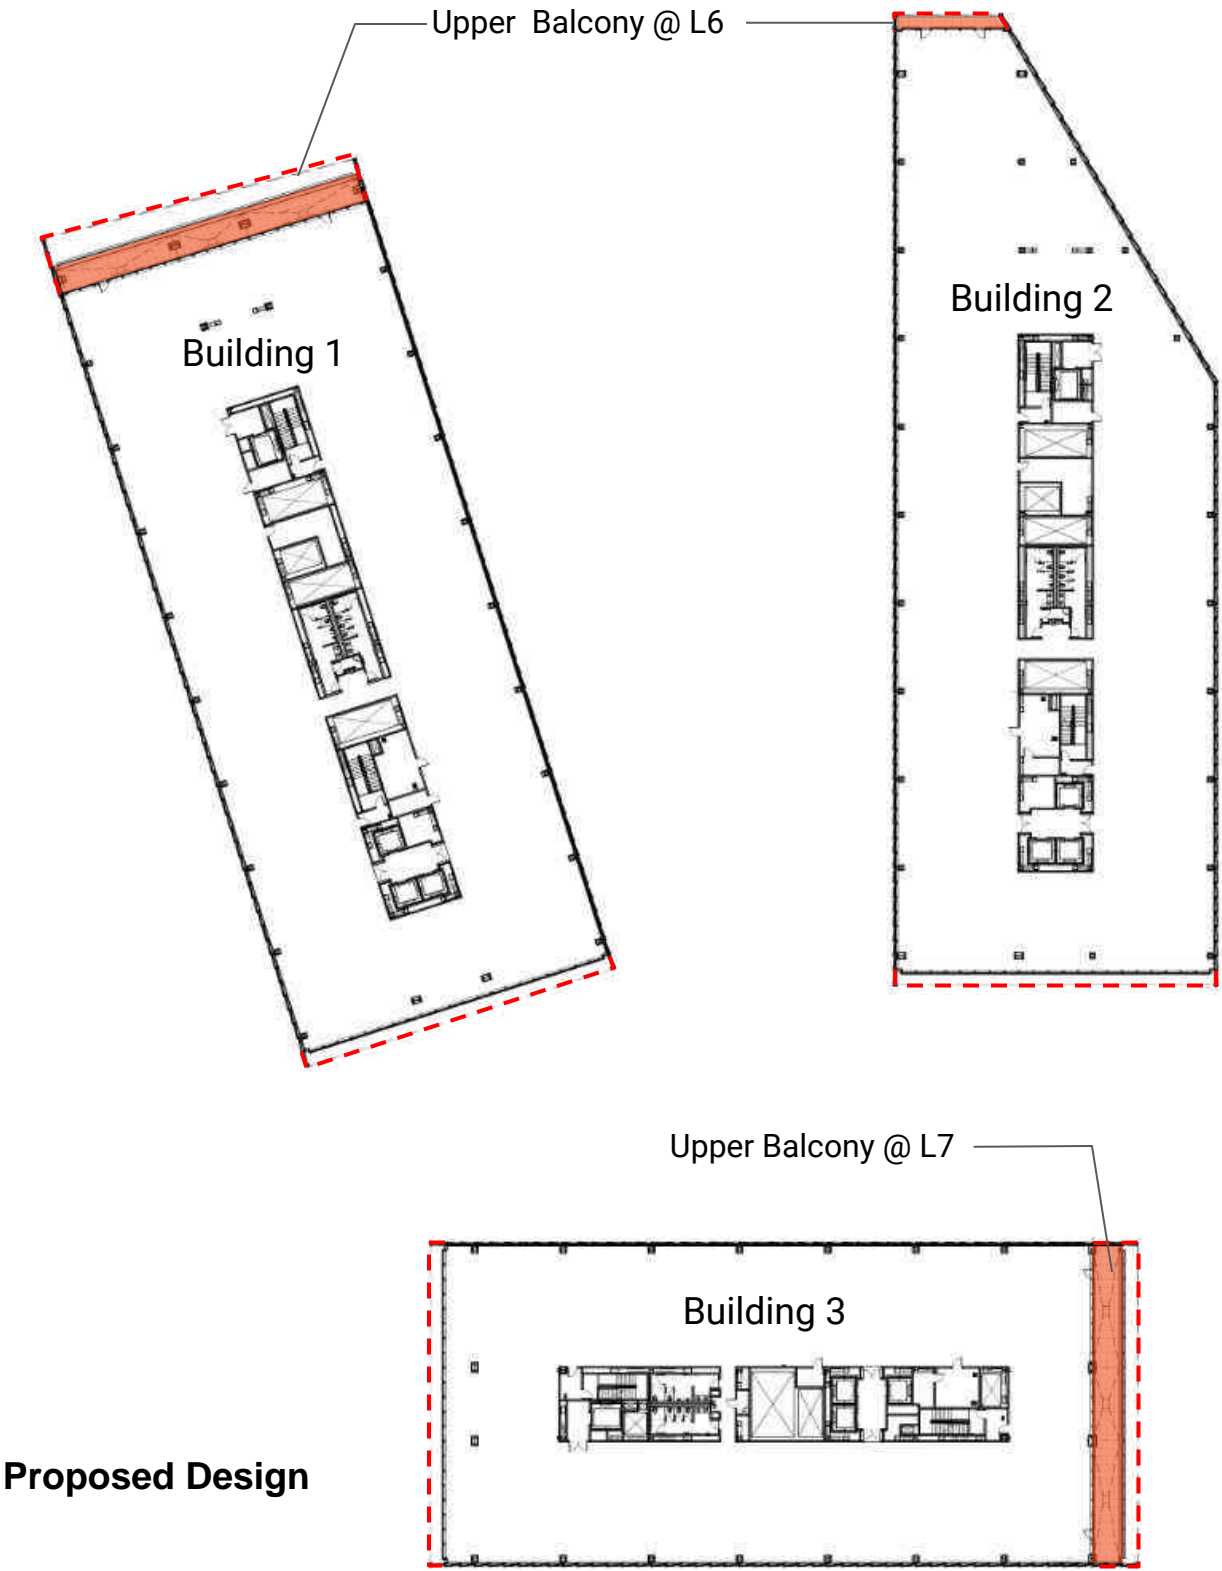 Upper Balcony @ L6
Building 2
Building 1
Upper Balcony @ L7
Building 3
Proposed Design